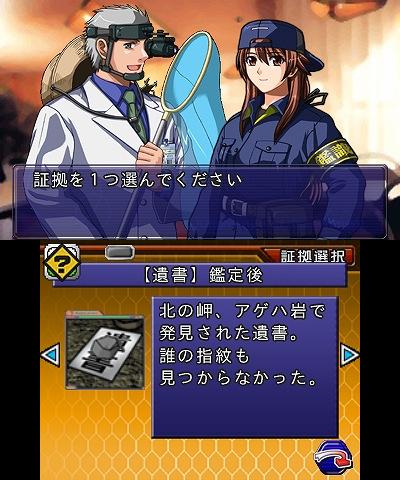 鑑識
証拠を１つ選んでください
?
証拠選択
【遺書】鑑定後
遺書
北の岬、アゲハ岩で
発見された遺書。
誰の指紋も
見つからなかった。